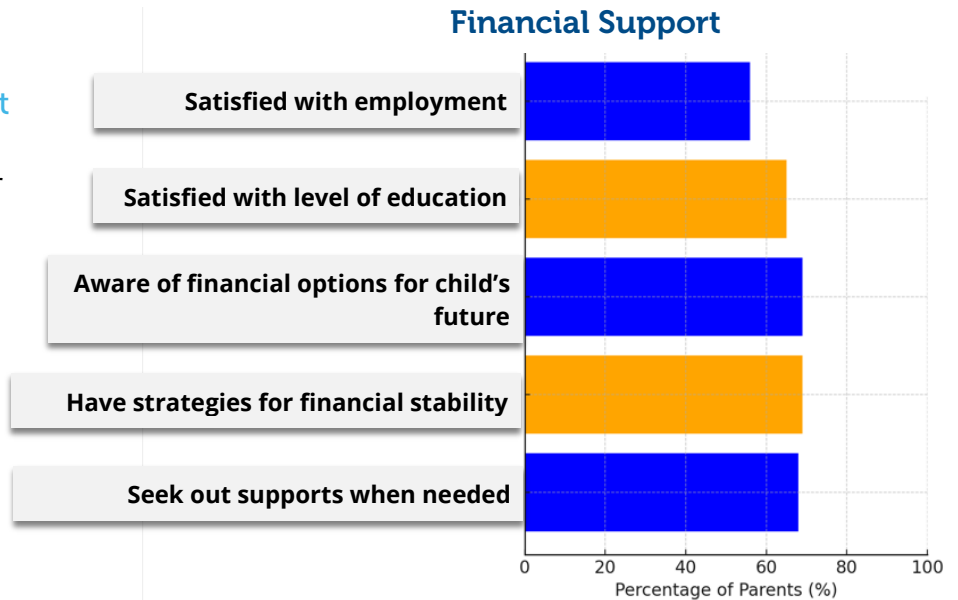 Financial Support
t
Satisfied with employment
Satisfied with level of education
Aware of financial options for child’s
future
Have strategies for financial stability
Seek out supports when needed
0 20 40 60 80 100
Percentage of Parents (%)